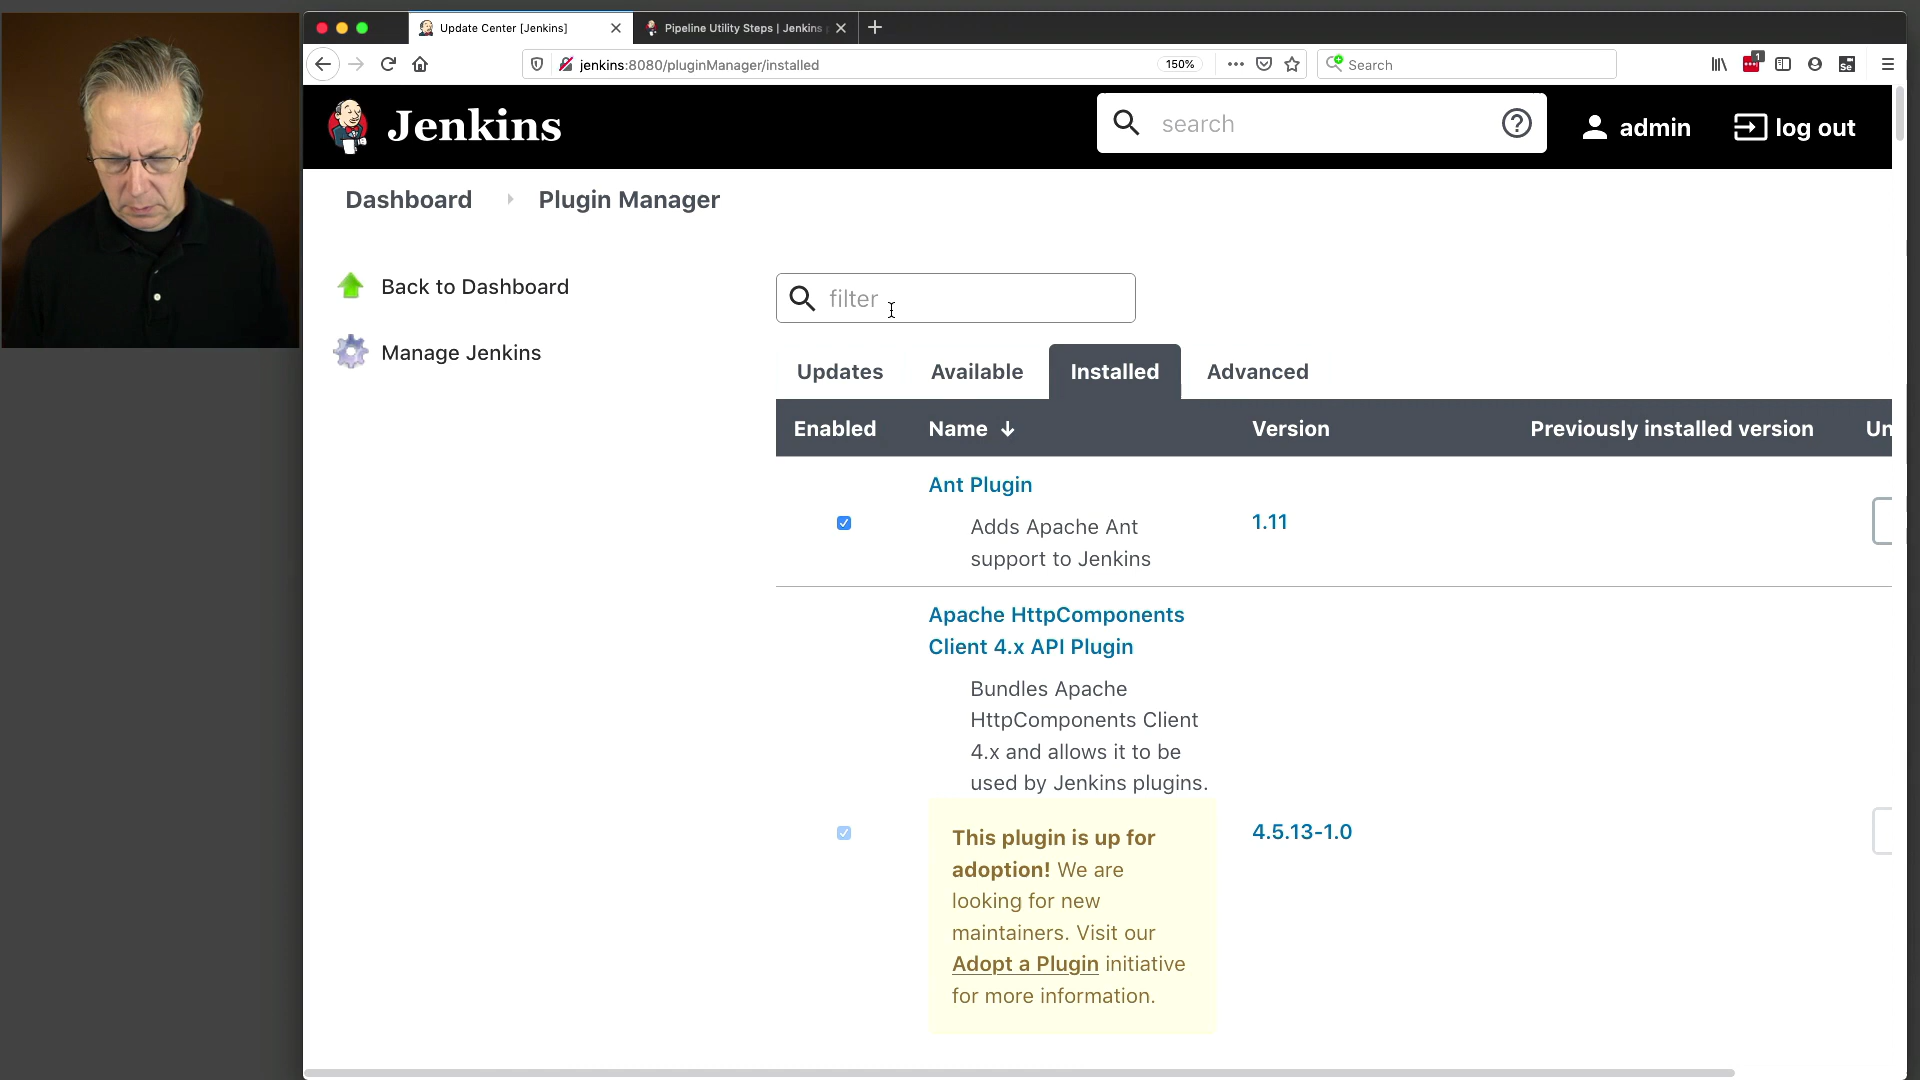 Update Center [Jenkins]
Pipeline Utility Steps | Jenkins
jenkins:8080/pluginManager/installed
150%
Search
1
Se
Jenkins
search
admin
log out
Dashboard
Plugin Manager
Back to Dashboard
Manage Jenkins
filter
Updates
Available
Installed
Advanced
Enabled
Name ↓
Version
Previously installed version
Un
Ant Plugin
Adds Apache Ant
support to Jenkins
1.11
Apache HttpComponents
Client 4.x API Plugin
Bundles Apache
HttpComponents Client
4.x and allows it to be
used by Jenkins plugins.
This plugin is up for
adoption! We are
looking for new
maintainers. Visit our
Adopt a Plugin initiative
for more information.
4.5.13-1.0